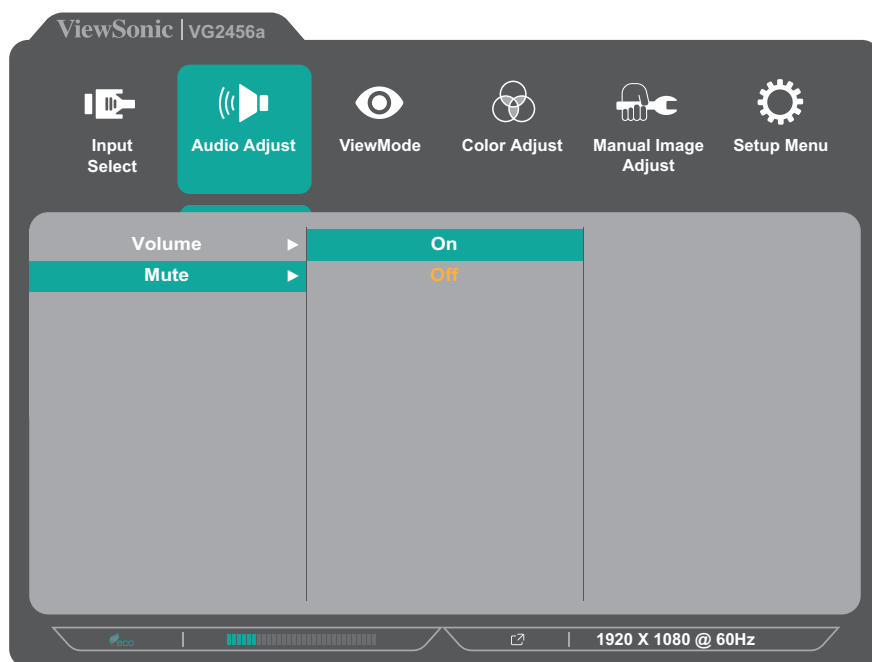 ViewSonic | VG2456a
Input Select
Audio Adjust
ViewMode
Color Adjust
Manual Image Adjust
Setup Menu
Volume
On
Mute
Off
eco
1920 X 1080 @ 60Hz